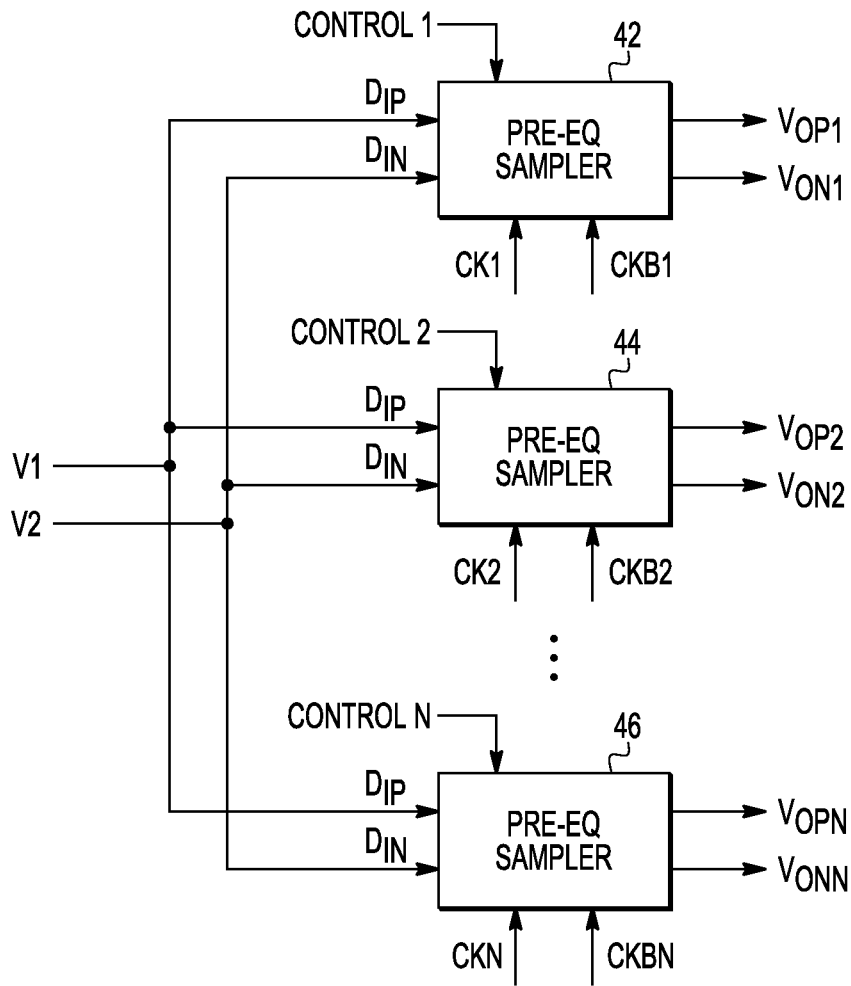 CONTROL 1
42
DIP
DIN
PRE-EQ
SAMPLER
VOP1
VON1
CK1
CKB1
CONTROL 2
44
DIP
DIN
PRE-EQ
SAMPLER
VOP2
VON2
V1
V2
CK2
CKB2
CONTROL N
46
DIP
DIN
PRE-EQ
SAMPLER
VOPN
VONN
CKN
CKBN